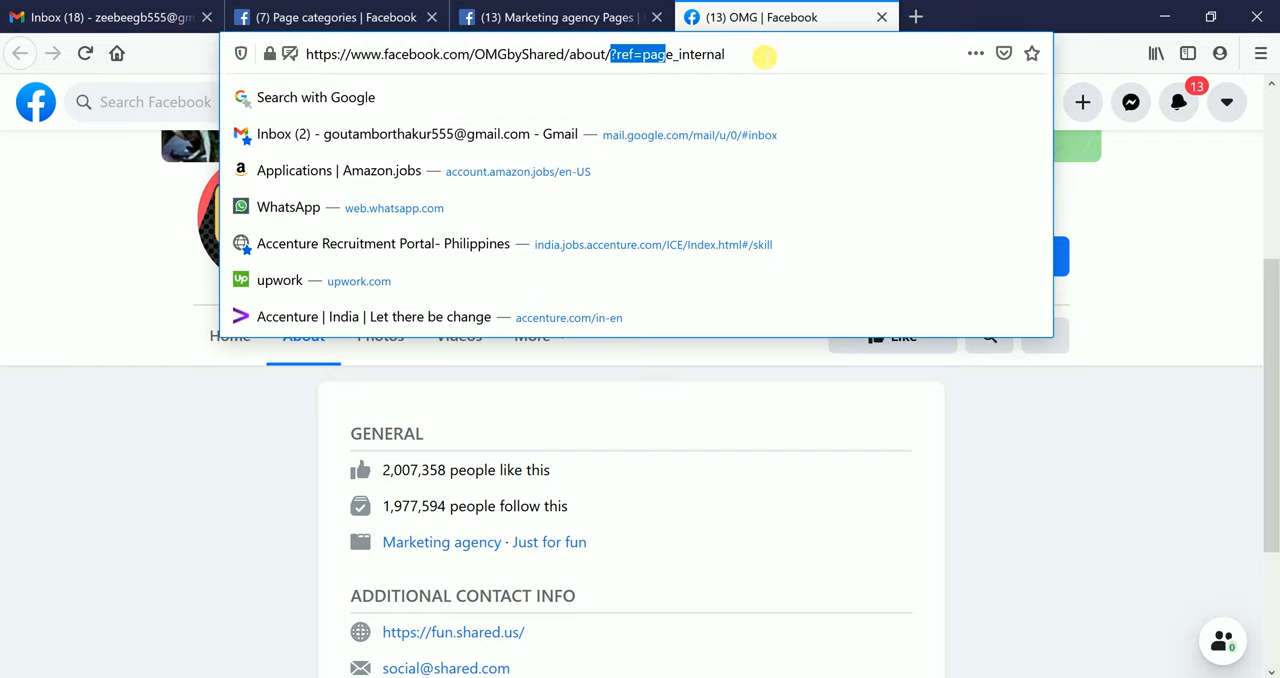 Inbox (18) - zeebeegb555@gm
(7) Page categories | Facebook
(13) Marketing agency Pages |
(13) OMG | Facebook
https://www.facebook.com/OMGbyShared/about/?ref=page_internal
Search with Google
Inbox (2) - goutamborthakur555@gmail.com - Gmail — mail.google.com/mail/u/0/#inbox
Applications | Amazon.jobs — account.amazon.jobs/en-US
WhatsApp — web.whatsapp.com
Accenture Recruitment Portal- Philippines — india.jobs.accenture.com/ICE/Index.html#/skill
upwork — upwork.com
Accenture | India | Let there be change — accenture.com/in-en
Search Facebook
13
Home About Photos Videos More
Like
GENERAL
2,007,358 people like this
1,977,594 people follow this
Marketing agency · Just for fun
ADDITIONAL CONTACT INFO
https://fun.shared.us/
social@shared.com
0